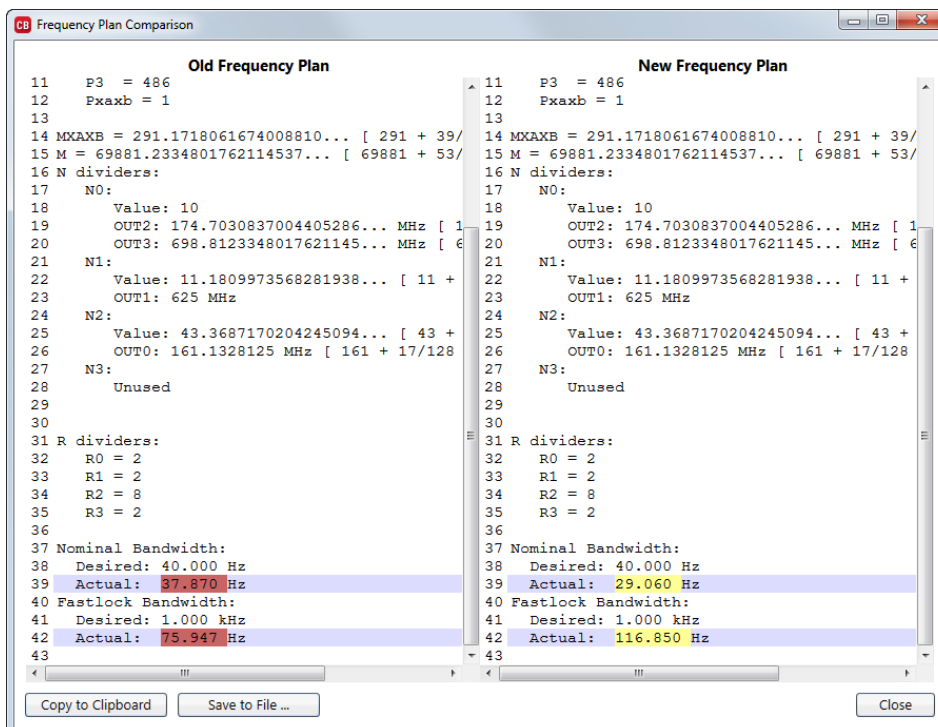 CB Frequency Plan Comparison
Old Frequency Plan
11 P3 = 486
12 Pxaxb = 1
13
14 MXAXB = 291.1718061674008810... [ 291 + 39/
15 M = 69881.2334801762114537... [ 69881 + 53/
16 N dividers:
17 N0:
18 Value: 10
19 OUT2: 174.7030837004405286... MHz [ 1
20 OUT3: 698.8123348017621145... MHz [ 6
21 N1:
22 Value: 11.1809973568281938... [ 11 +
23 OUT1: 625 MHz
24 N2:
25 Value: 43.3687170204245094... [ 43 +
26 OUT0: 161.1328125 MHz [ 161 + 17/128
27 N3:
28 Unused
29
30
31 R dividers:
32 R0 = 2
33 R1 = 2
34 R2 = 8
35 R3 = 2
36
37 Nominal Bandwidth:
38 Desired: 40.000 Hz
39 Actual: 37.870 Hz
40 Fastlock Bandwidth:
41 Desired: 1.000 kHz
42 Actual: 75.947 Hz
43
New Frequency Plan
11 P3 = 486
12 Pxaxb = 1
13
14 MXAXB = 291.1718061674008810... [ 291 + 39/
15 M = 69881.2334801762114537... [ 69881 + 53/
16 N dividers:
17 N0:
18 Value: 10
19 OUT2: 174.7030837004405286... MHz [ 1
20 OUT3: 698.8123348017621145... MHz [ 6
21 N1:
22 Value: 11.1809973568281938... [ 11 +
23 OUT1: 625 MHz
24 N2:
25 Value: 43.3687170204245094... [ 43 +
26 OUT0: 161.1328125 MHz [ 161 + 17/128
27 N3:
28 Unused
29
30
31 R dividers:
32 R0 = 2
33 R1 = 2
34 R2 = 8
35 R3 = 2
36
37 Nominal Bandwidth:
38 Desired: 40.000 Hz
39 Actual: 29.060 Hz
40 Fastlock Bandwidth:
41 Desired: 1.000 kHz
42 Actual: 116.850 Hz
43
Copy to Clipboard
Save to File ...
Close